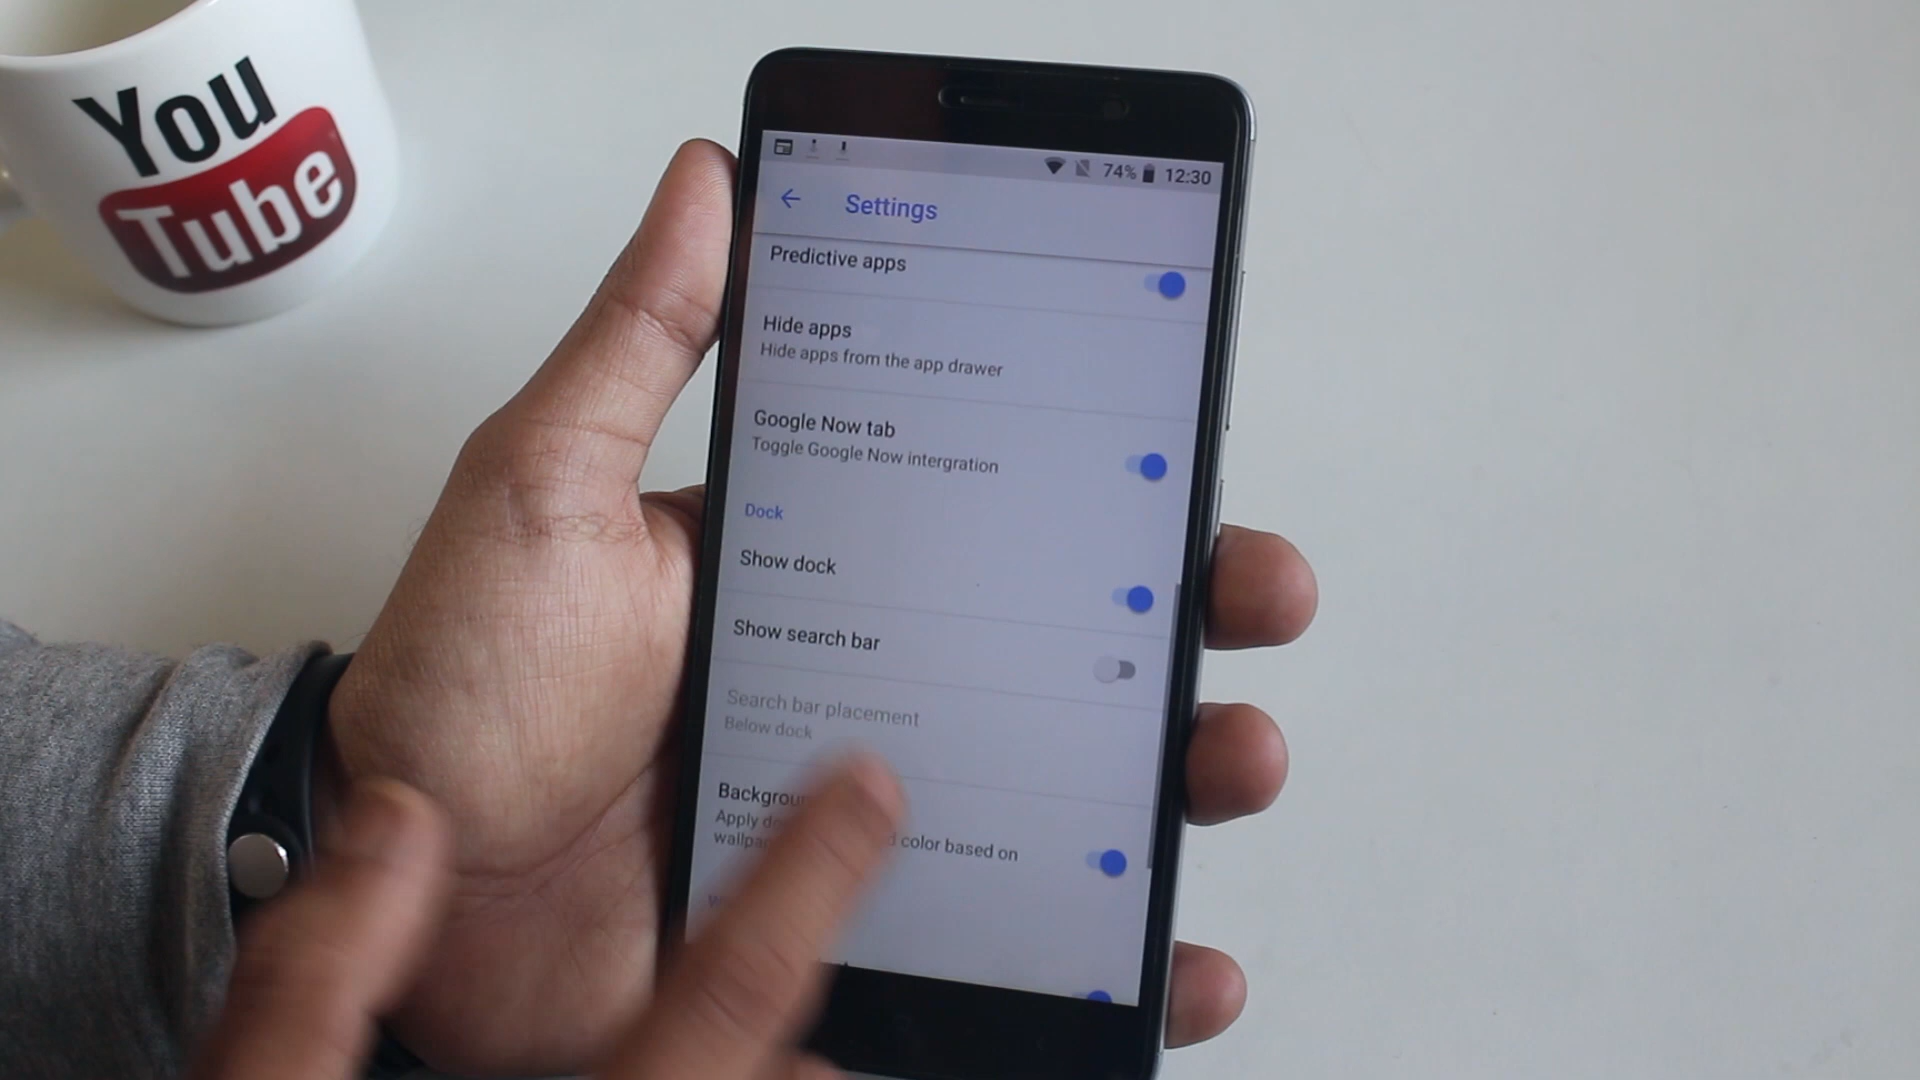 You
Tube
74% 12:30
Settings
Predictive apps
Hide apps
Hide apps from the app drawer
Google Now tab
Toggle Google Now intergration
Dock
Show dock
Show search bar
Search bar placement
Below dock
Apply
color based on